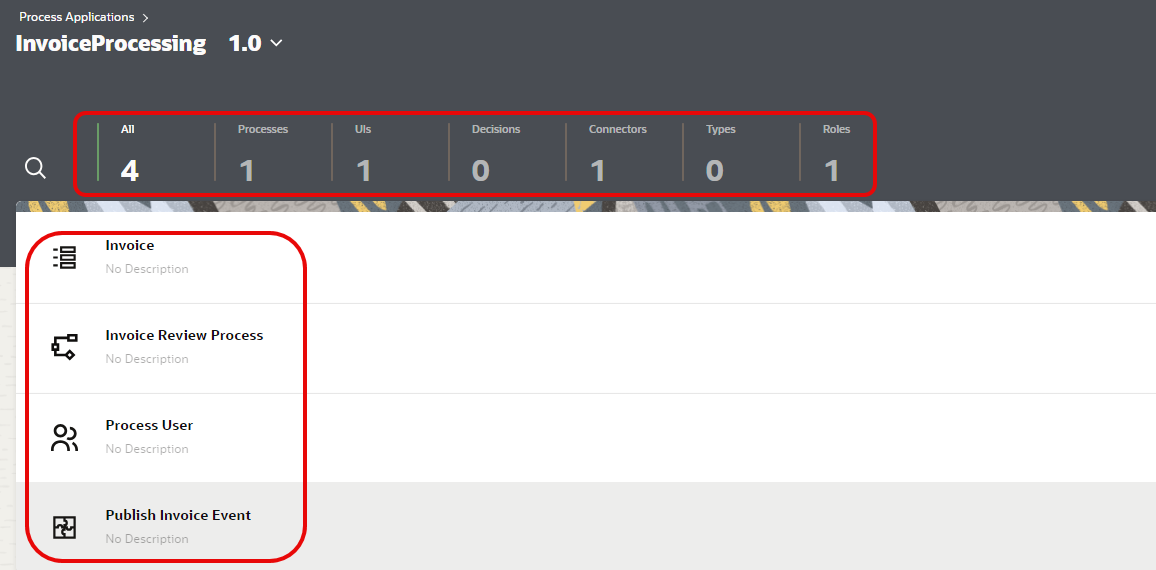 Process Applications
InvoiceProcessing 1.0
All Processes UIs Decisions Connectors Types Roles
4 1 1 0 1 0 1
Invoice
No Description
Invoice Review Process
No Description
Process User
No Description
Publish Invoice Event
No Description